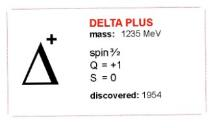 Δ⁺
DELTA PLUS
mass: 1235 MeV
spin 3/2
Q = +1
S = 0
discovered: 1954